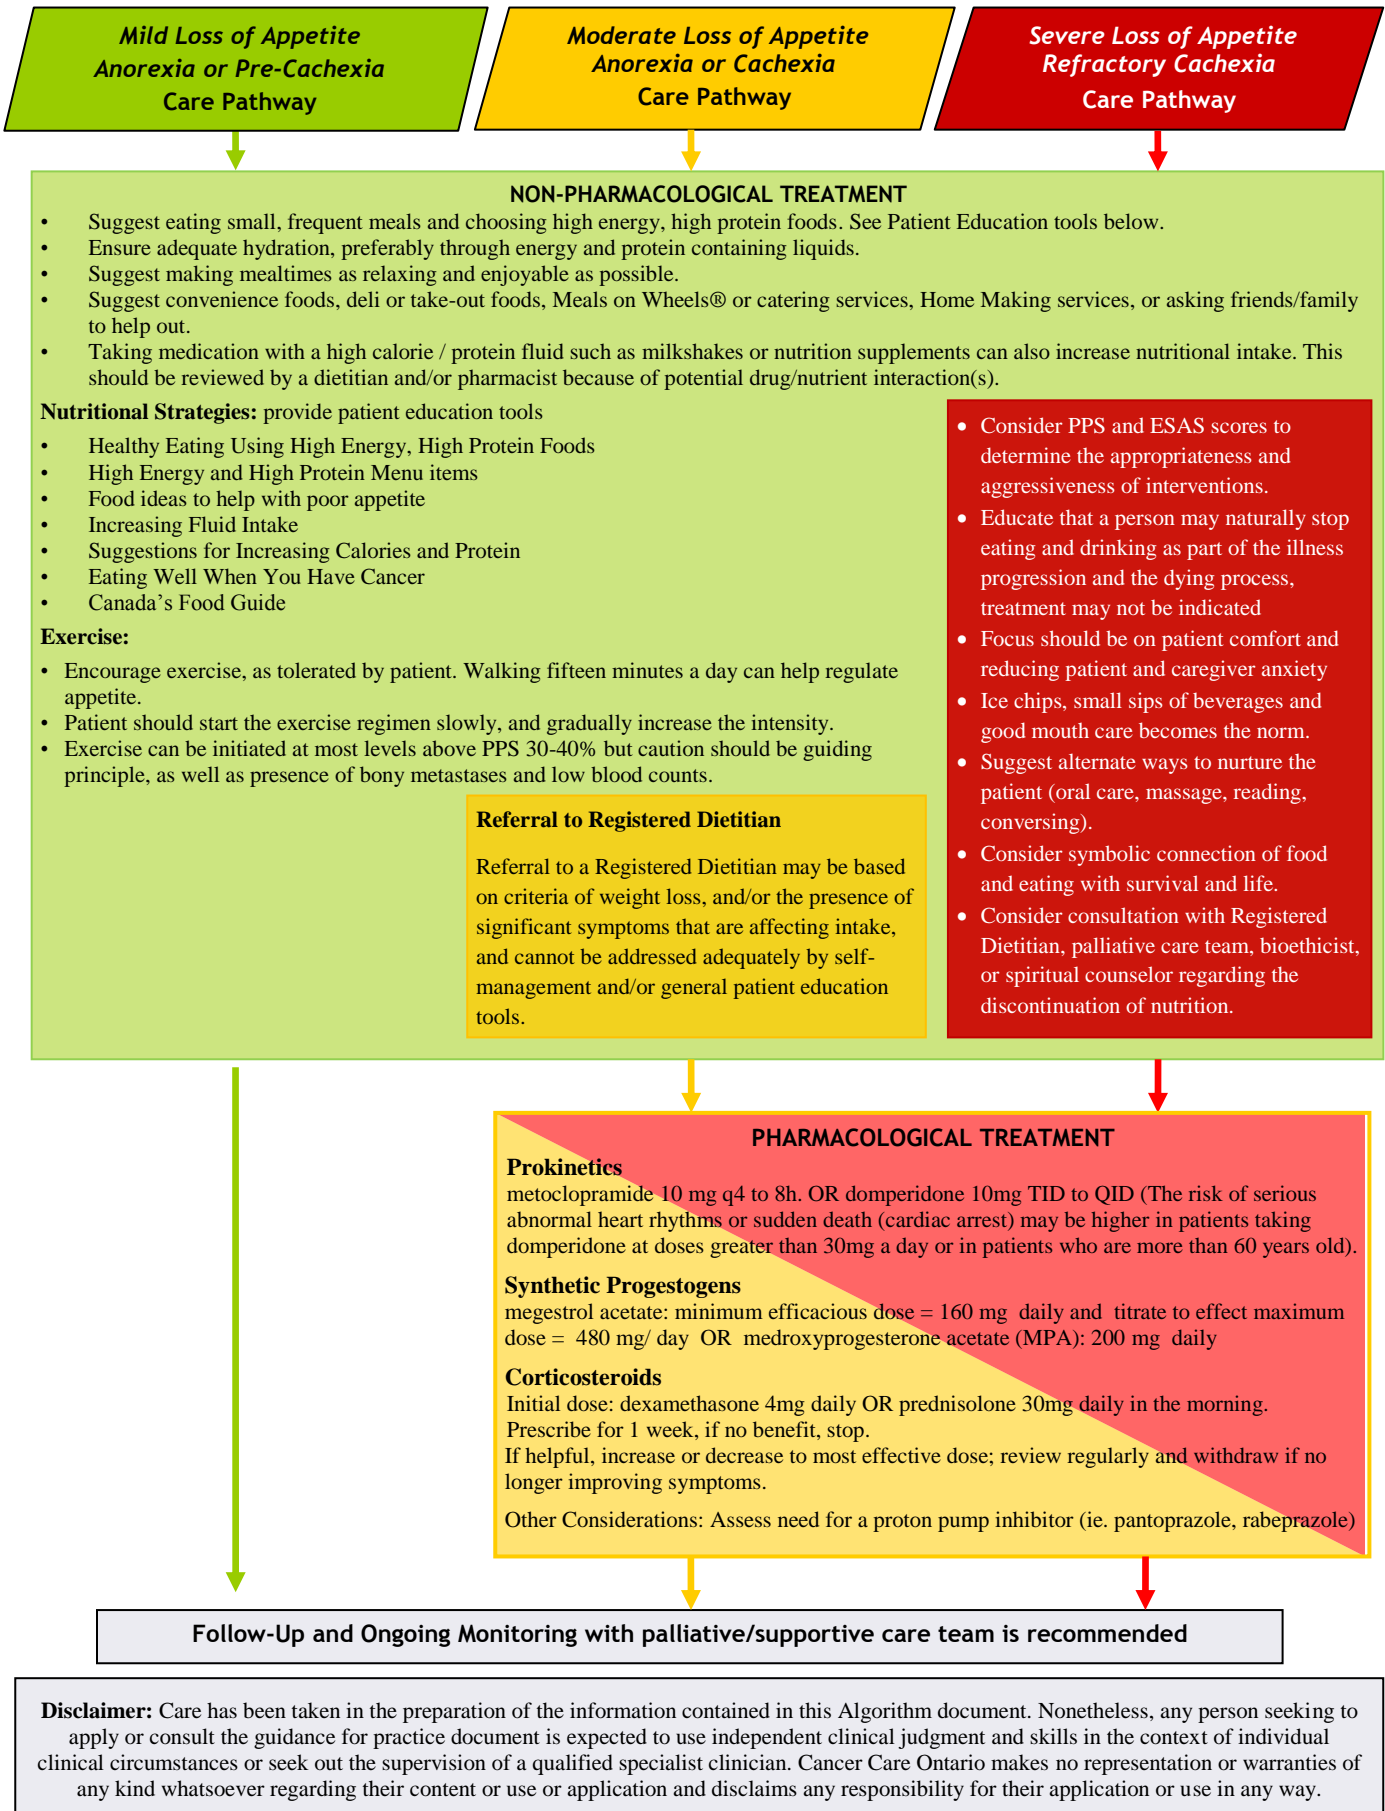 Mild Loss of Appetite
Anorexia or Pre-Cachexia
Care Pathway
Moderate Loss of Appetite
Anorexia or Cachexia
Care Pathway
Severe Loss of Appetite
Refractory Cachexia
Care Pathway
NON-PHARMACOLOGICAL TREATMENT
• Suggest eating small, frequent meals and choosing high energy, high protein foods. See Patient Education tools below.
• Ensure adequate hydration, preferably through energy and protein containing liquids.
• Suggest making mealtimes as relaxing and enjoyable as possible.
• Suggest convenience foods, deli or take-out foods, Meals on Wheels® or catering services, Home Making services, or asking friends/family
to help out.
• Taking medication with a high calorie / protein fluid such as milkshakes or nutrition supplements can also increase nutritional intake. This
should be reviewed by a dietitian and/or pharmacist because of potential drug/nutrient interaction(s).
Nutritional Strategies: provide patient education tools
• Healthy Eating Using High Energy, High Protein Foods
• High Energy and High Protein Menu items
• Food ideas to help with poor appetite
• Increasing Fluid Intake
• Suggestions for Increasing Calories and Protein
• Eating Well When You Have Cancer
• Canada's Food Guide
Exercise:
• Encourage exercise, as tolerated by patient. Walking fifteen minutes a day can help regulate
appetite.
• Patient should start the exercise regimen slowly, and gradually increase the intensity.
• Exercise can be initiated at most levels above PPS 30-40% but caution should be guiding
principle, as well as presence of bony metastases and low blood counts.
Referral to Registered Dietitian
Referral to a Registered Dietitian may be based
on criteria of weight loss, and/or the presence of
significant symptoms that are affecting intake,
and cannot be addressed adequately by self-
management and/or general patient education
tools.
• Consider PPS and ESAS scores to
determine the appropriateness and
aggressiveness of interventions.
• Educate that a person may naturally stop
eating and drinking as part of the illness
progression and the dying process,
treatment may not be indicated
• Focus should be on patient comfort and
reducing patient and caregiver anxiety
• Ice chips, small sips of beverages and
good mouth care becomes the norm.
• Suggest alternate ways to nurture the
patient (oral care, massage, reading,
conversing).
• Consider symbolic connection of food
and eating with survival and life.
• Consider consultation with Registered
Dietitian, palliative care team, bioethicist,
or spiritual counselor regarding the
discontinuation of nutrition.
PHARMACOLOGICAL TREATMENT
Prokinetics
metoclopramide 10 mg q4 to 8h. OR domperidone 10mg TID to QID (The risk of serious
abnormal heart rhythms or sudden death (cardiac arrest) may be higher in patients taking
domperidone at doses greater than 30mg a day or in patients who are more than 60 years old).
Synthetic Progestogens
megestrol acetate: minimum efficacious dose = 160 mg daily and titrate to effect maximum
dose = 480 mg/ day OR medroxyprogesterone acetate (MPA): 200 mg daily
Corticosteroids
Initial dose: dexamethasone 4mg daily OR prednisolone 30mg daily in the morning.
Prescribe for 1 week, if no benefit, stop.
If helpful, increase or decrease to most effective dose; review regularly and withdraw if no
longer improving symptoms.
Other Considerations: Assess need for a proton pump inhibitor (ie. pantoprazole, rabeprazole)
Follow-Up and Ongoing Monitoring with palliative/supportive care team is recommended
Disclaimer: Care has been taken in the preparation of the information contained in this Algorithm document. Nonetheless, any person seeking to
apply or consult the guidance for practice document is expected to use independent clinical judgment and skills in the context of individual
clinical circumstances or seek out the supervision of a qualified specialist clinician. Cancer Care Ontario makes no representation or warranties of
any kind whatsoever regarding their content or use or application and disclaims any responsibility for their application or use in any way.